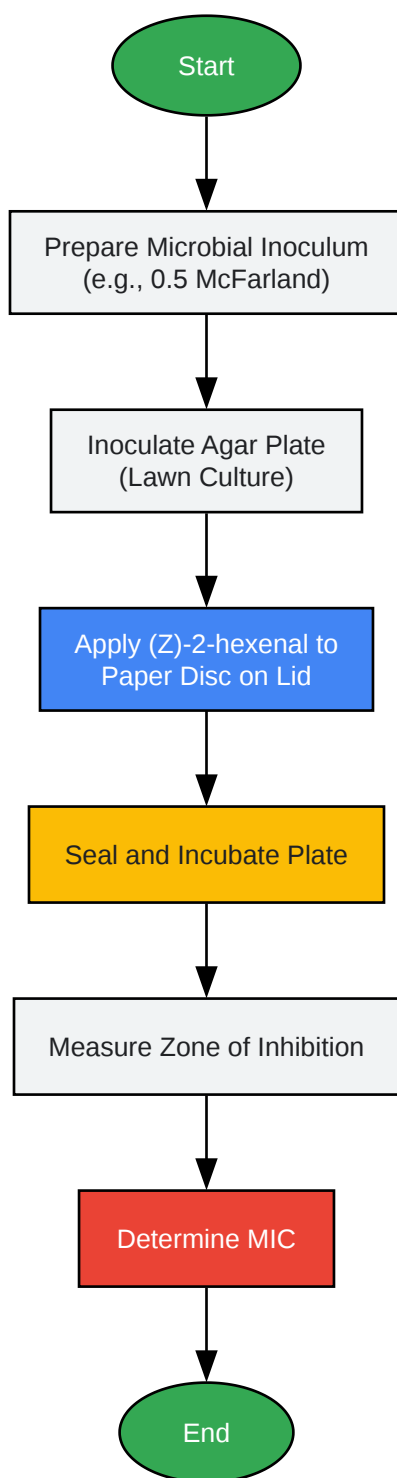 Start
Prepare Microbial Inoculum
(e.g., 0.5 McFarland)
Inoculate Agar Plate
(Lawn Culture)
Apply (Z)-2-hexenal to
Paper Disc on Lid
Seal and Incubate Plate
Measure Zone of Inhibition
Determine MIC
End